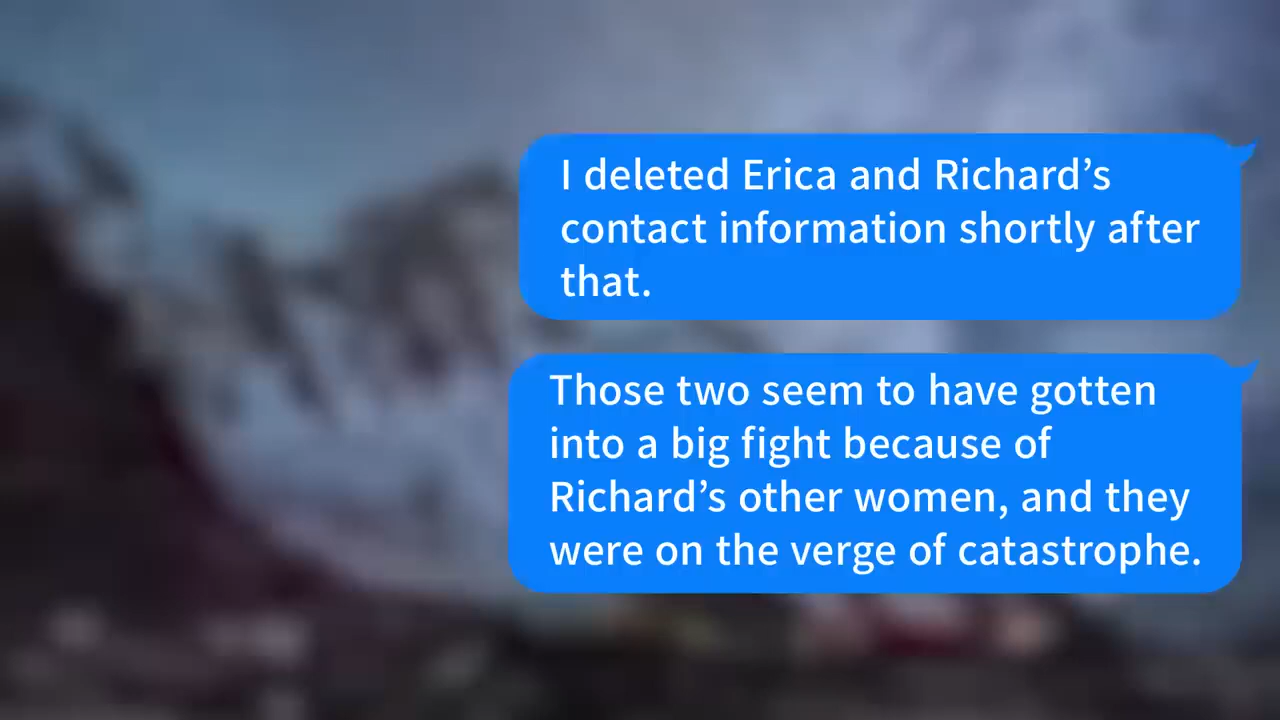 I deleted Erica and Richard’s
contact information shortly after
that.
Those two seem to have gotten
into a big fight because of
Richard’s other women, and they
were on the verge of catastrophe.